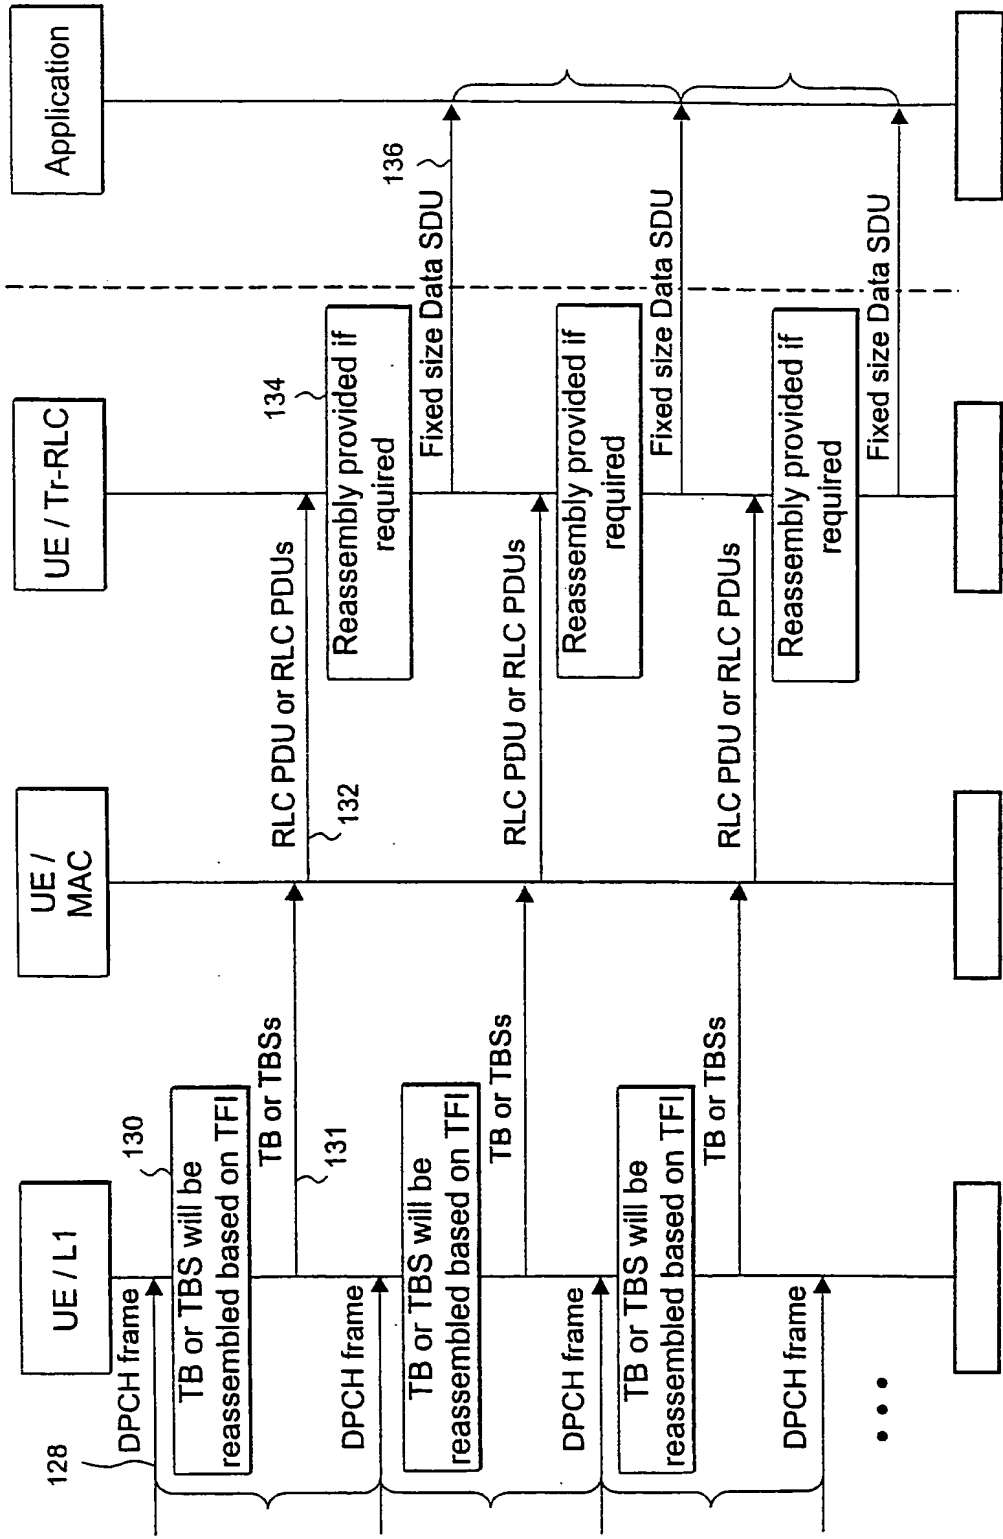 UE / L1
UE /
MAC
UE / Tr-RLC
Application
128
DPCH frame
130
TB or TBS will be
reassembled based on TFI
TB or TBSs
131
RLC PDU or RLC PDUs
132
134
Reassembly provided if
required
Fixed size Data SDU
136
DPCH frame
TB or TBS will be
reassembled based on TFI
TB or TBSs
RLC PDU or RLC PDUs
Reassembly provided if
required
Fixed size Data SDU
DPCH frame
TB or TBS will be
reassembled based on TFI
TB or TBSs
RLC PDU or RLC PDUs
Reassembly provided if
required
Fixed size Data SDU
DPCH frame